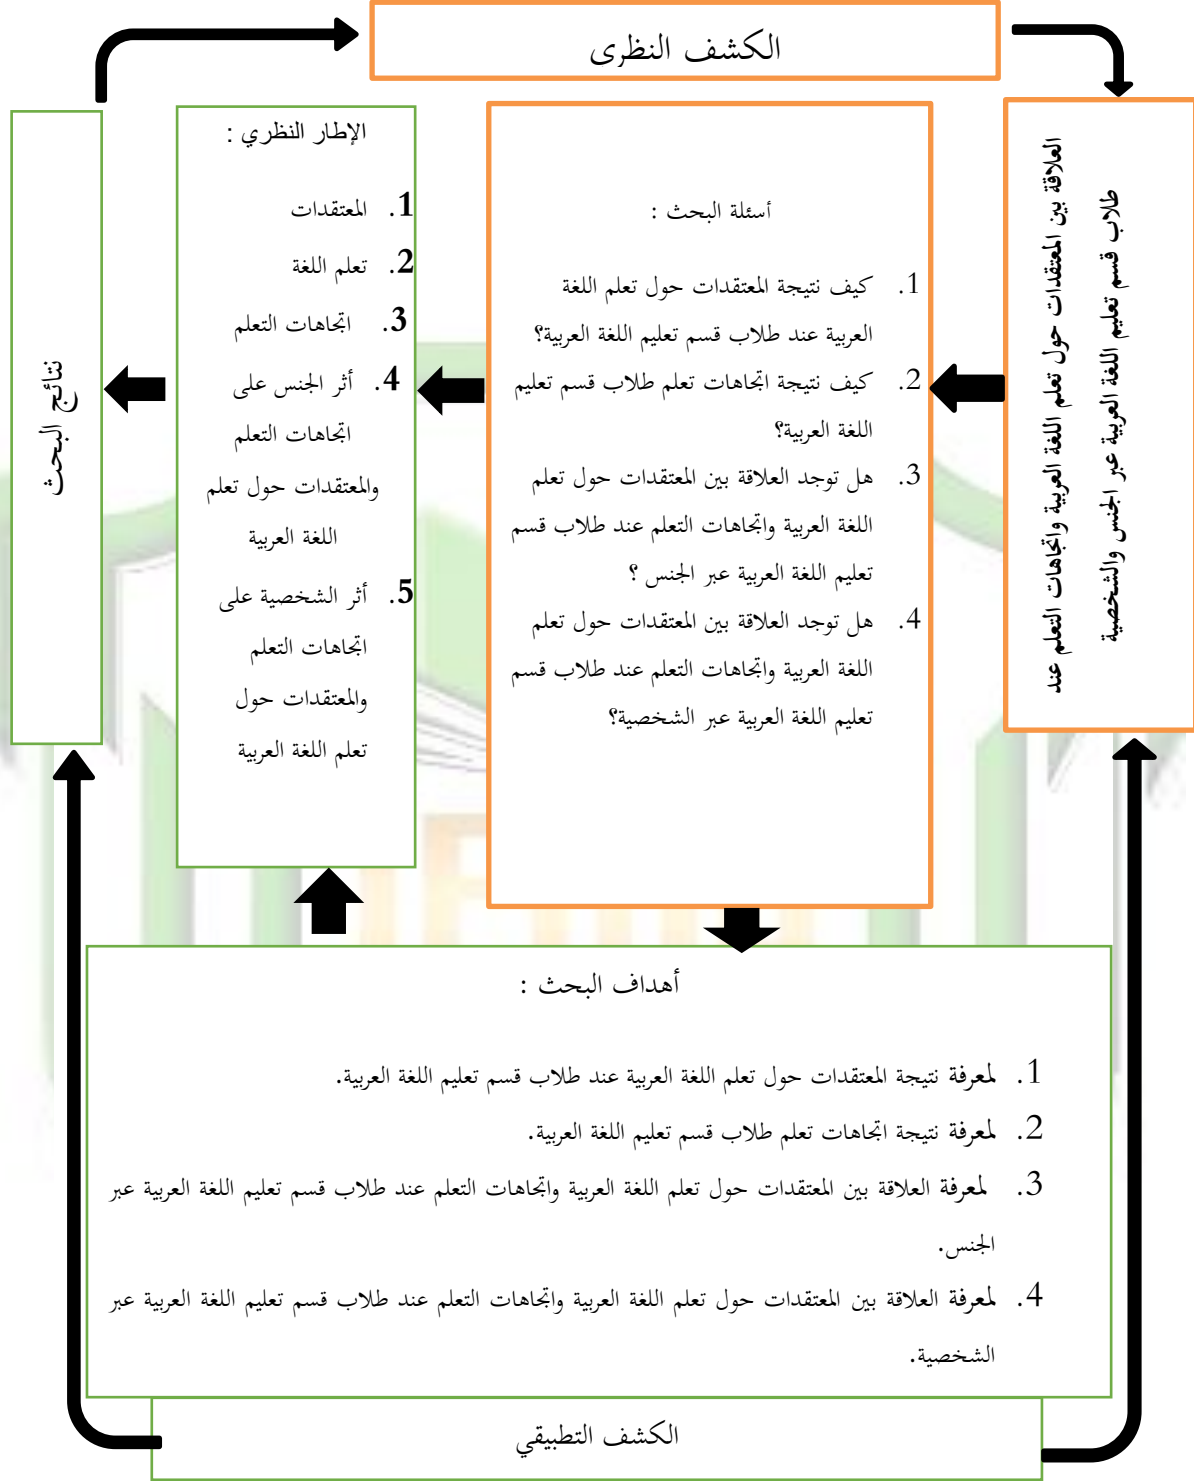 الكشف النظرى
العلاقة بين المعتقدات حول تعلم اللغة العربية واتجاهات التعلم عند
طلاب قسم تعليم اللغة العربية عبر الجنس والشخصية
أسئلة البحث :
1. كيف نتيجة المعتقدات حول تعلم اللغة
العربية عند طلاب قسم تعليم اللغة العربية؟
2. كيف نتيجة اتجاهات تعلم طلاب قسم تعليم
اللغة العربية؟
3. هل توجد العلاقة بين المعتقدات حول تعلم
اللغة العربية واتجاهات التعلم عند طلاب قسم
تعليم اللغة العربية عبر الجنس ؟
4. هل توجد العلاقة بين المعتقدات حول تعلم
اللغة العربية واتجاهات التعلم عند طلاب قسم
تعليم اللغة العربية عبر الشخصية؟
الإطار النظري :
1. المعتقدات
2. تعلم اللغة
3. اتجاهات التعلم
4. أثر الجنس على
اتجاهات التعلم
والمعتقدات حول تعلم
اللغة العربية
5. أثر الشخصية على
اتجاهات التعلم
والمعتقدات حول
تعلم اللغة العربية
نتائج البحث
أهداف البحث :
1. لمعرفة نتيجة المعتقدات حول تعلم اللغة العربية عند طلاب قسم تعليم اللغة العربية.
2. لمعرفة نتيجة اتجاهات تعلم طلاب قسم تعليم اللغة العربية.
3. لمعرفة العلاقة بين المعتقدات حول تعلم اللغة العربية واتجاهات التعلم عند طلاب قسم تعليم اللغة العربية عبر
الجنس.
4. لمعرفة العلاقة بين المعتقدات حول تعلم اللغة العربية واتجاهات التعلم عند طلاب قسم تعليم اللغة العربية عبر
الشخصية.
الكشف التطبيقي